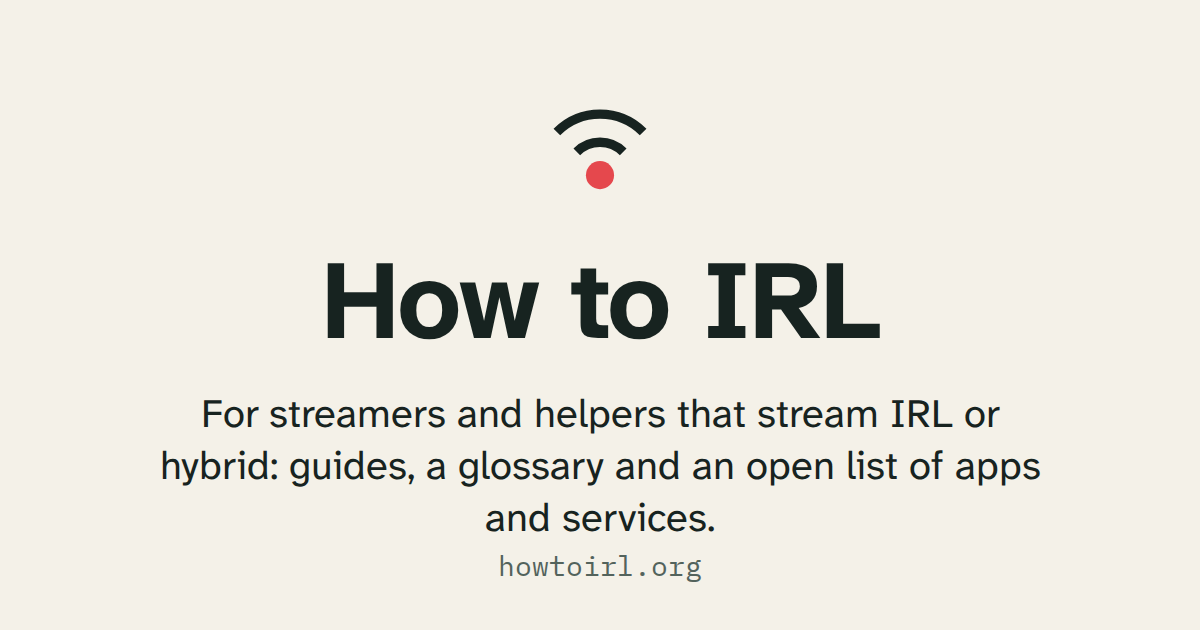 How to IRL
For streamers and helpers that stream IRL or
hybrid: guides, a glossary and an open list of apps
and services.
howtoirl.org